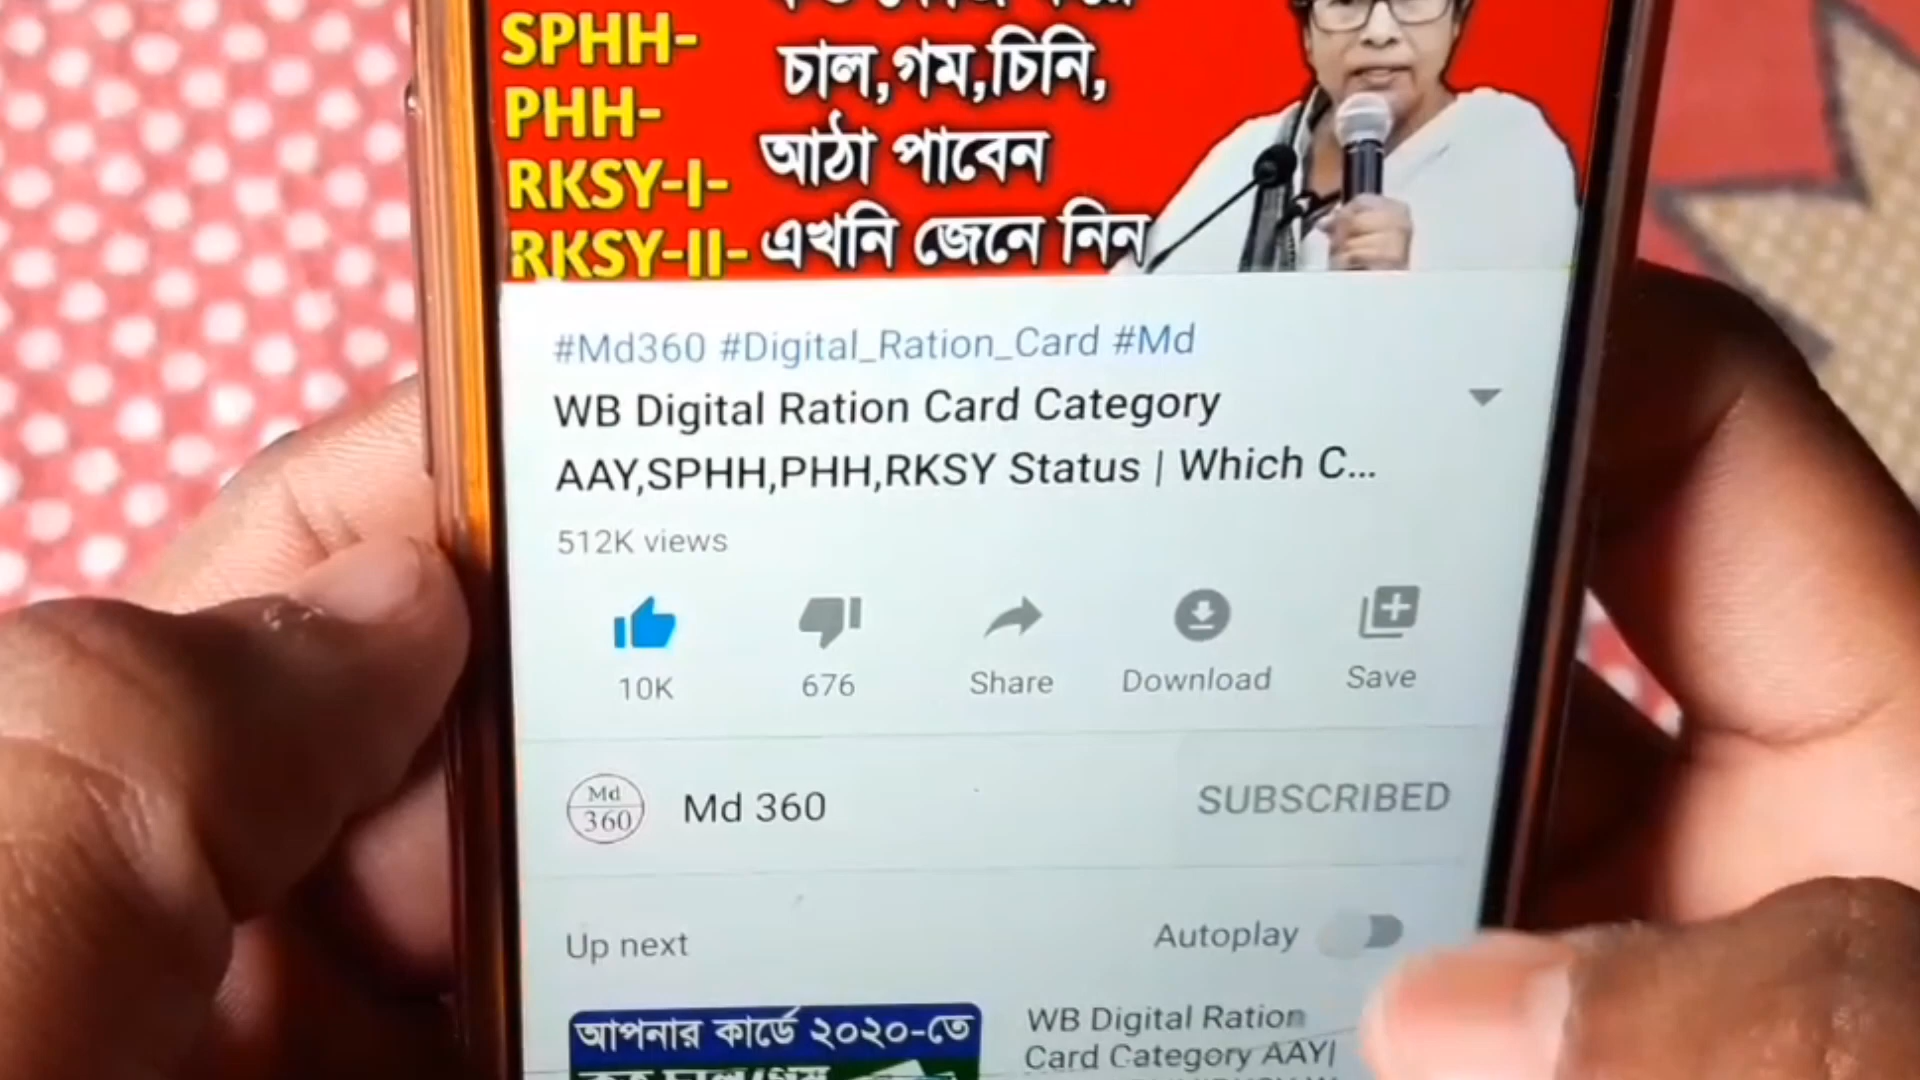 SPHH-
PHH-
RKSY-I-
RKSY-II-
চাল,গম,চিনি,
আঠা পাবেন
এখনি জেনে নিন
#Md360 #Digital_Ration_Card #Md
WB Digital Ration Card Category
AAY,SPHH,PHH,RKSY Status | Which C...
512K views
10K
676
Share
Download
Save
Md
360
Md 360
SUBSCRIBED
Up next
Autoplay
আপনার কার্ডে ২০২০-তে
WB Digital Ration
Card Category AAY|